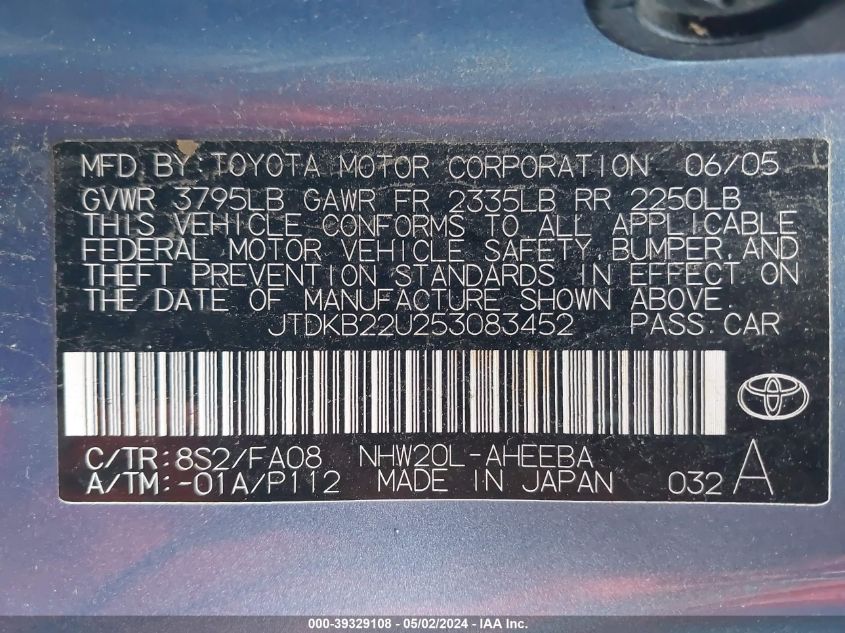 MFD BY: TOYOTA MOTOR CORPORATION 06/05
GVWR 3795LB GAWR FR 2335LB RR 2250LB
THIS VEHICLE CONFORMS TO ALL APPLICABLE
FEDERAL MOTOR VEHICLE SAFETY, BUMPER, AND
THEFT PREVENTION STANDARDS IN EFFECT ON
THE DATE OF MANUFACTURE SHOWN ABOVE.
JTDKB22U253083452 PASS. CAR
C/TR: 8S2/FA08 NHW20L-AHEEBA
A/TM: -01A/P112 MADE IN JAPAN 032 A
000-39329108 - 05/02/2024 - IAA Inc.